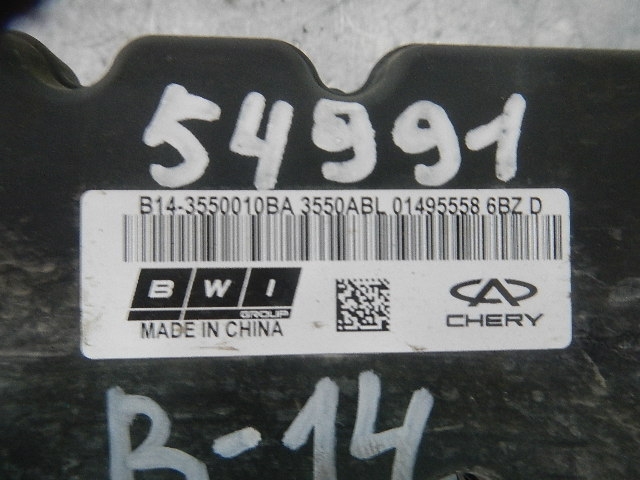 54991
B14-3550010BA 3550ABL 01495558 6BZ D
BWI
GROUP
MADE IN CHINA
CHERY
B-14